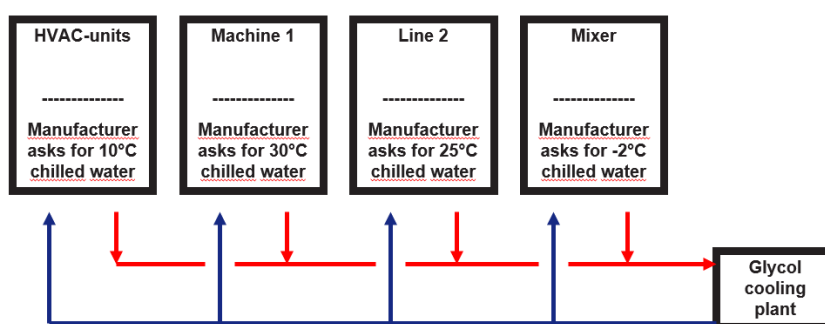 HVAC-units
--------------
Manufacturer
asks for 10°C
chilled water
Machine 1
--------------
Manufacturer
asks for 30°C
chilled water
Line 2
--------------
Manufacturer
asks for 25°C
chilled water
Mixer
--------------
Manufacturer
asks for -2°C
chilled water
Glycol
cooling
plant